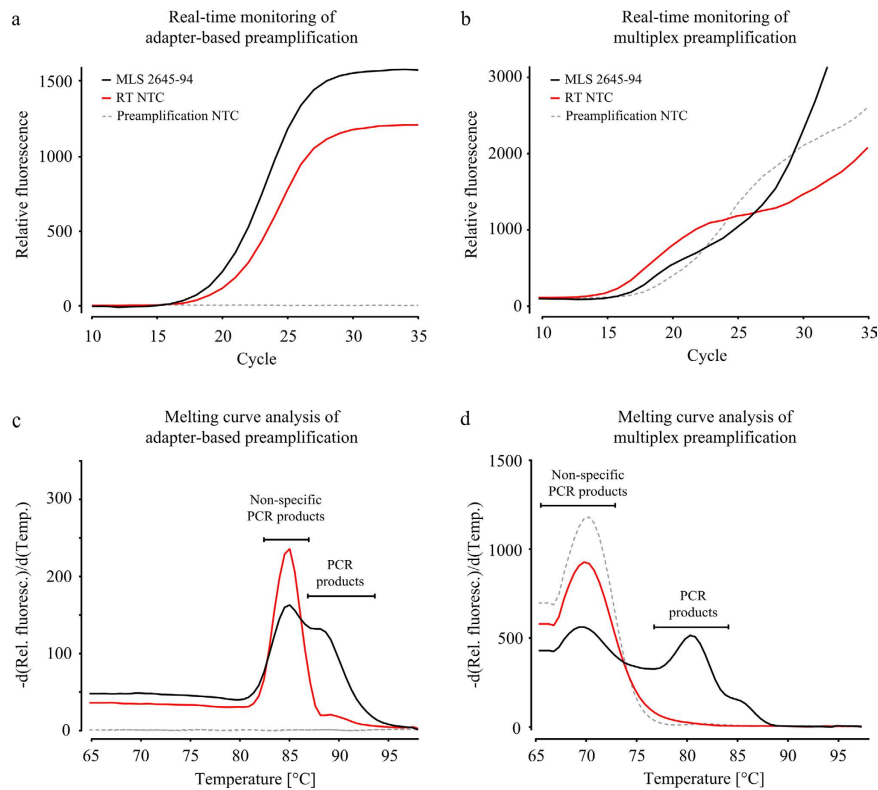 a
Real-time monitoring of
adapter-based preamplification
1500
1000
500
0
Relative fluorescence
MLS 2645-94
RT NTC
Preamplification NTC
10 15 20 25 30 35
Cycle
b
Real-time monitoring of
multiplex preamplification
3000
2000
1000
0
Relative fluorescence
MLS 2645-94
RT NTC
Preamplification NTC
10 15 20 25 30 35
Cycle
c
Melting curve analysis of
adapter-based preamplification
300
200
100
0
-d(Rel. fluoresc.)/d(Temp.)
Non-specific
PCR products
PCR
products
65 70 75 80 85 90 95
Temperature [°C]
d
Melting curve analysis of
multiplex preamplification
1500
1000
500
0
-d(Rel. fluoresc.)/d(Temp.)
Non-specific
PCR products
PCR
products
65 70 75 80 85 90 95
Temperature [°C]